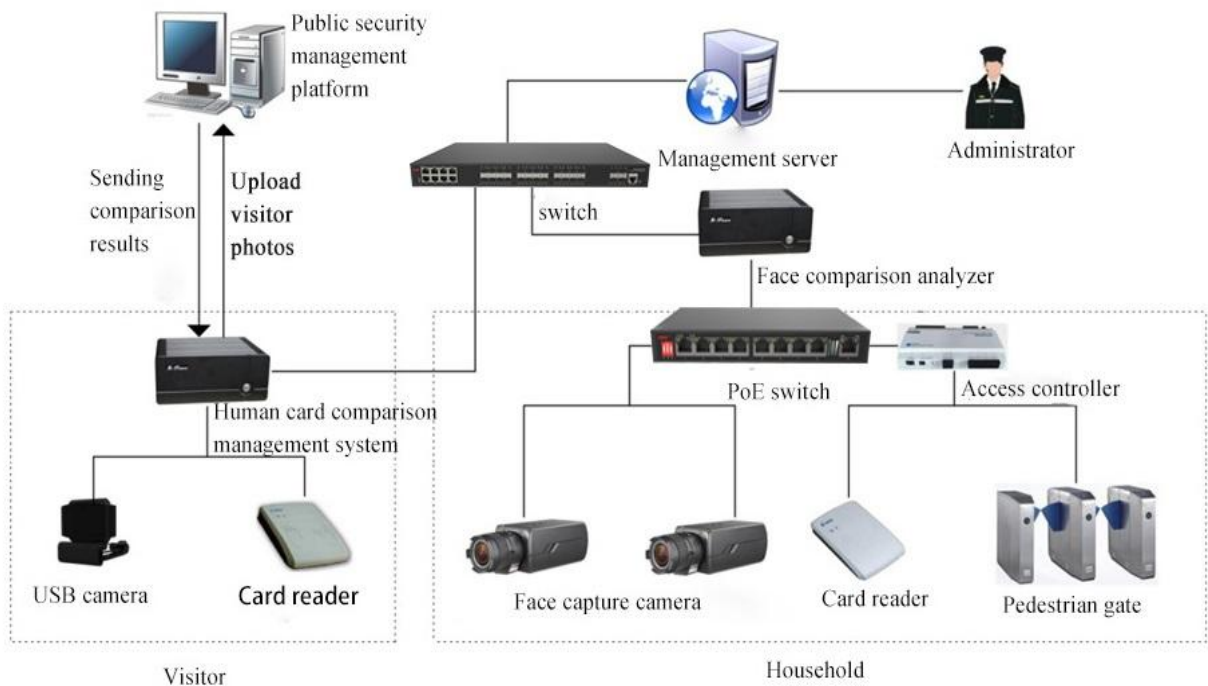 Public security
management
platform
Management server
Administrator
Sending
comparison
results
Upload
visitor
photos
switch
Face comparison analyzer
Human card comparison
management system
PoE switch
Access controller
USB camera
Card reader
Face capture camera
Card reader
Pedestrian gate
Visitor
Household